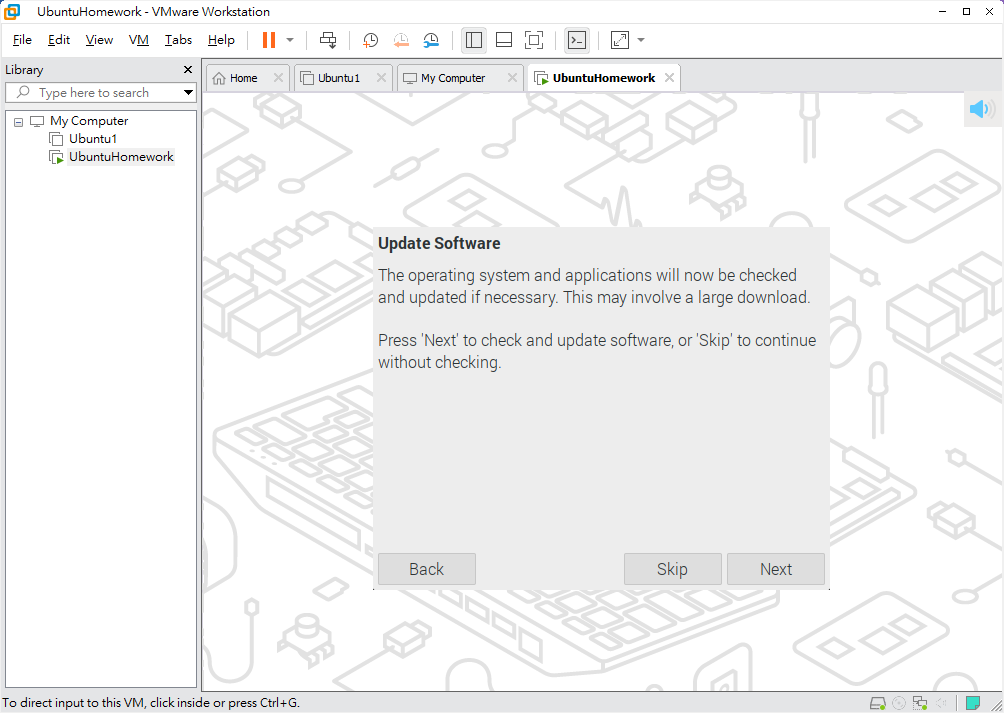 UbuntuHomework - VMware Workstation
File Edit View VM Tabs Help
Library
Type here to search
My Computer
Ubuntu1
UbuntuHomework
Home
Ubuntu1
My Computer
UbuntuHomework
Update Software
The operating system and applications will now be checked
and updated if necessary. This may involve a large download.
Press 'Next' to check and update software, or 'Skip' to continue
without checking.
Back
Skip
Next
To direct input to this VM, click inside or press Ctrl+G.